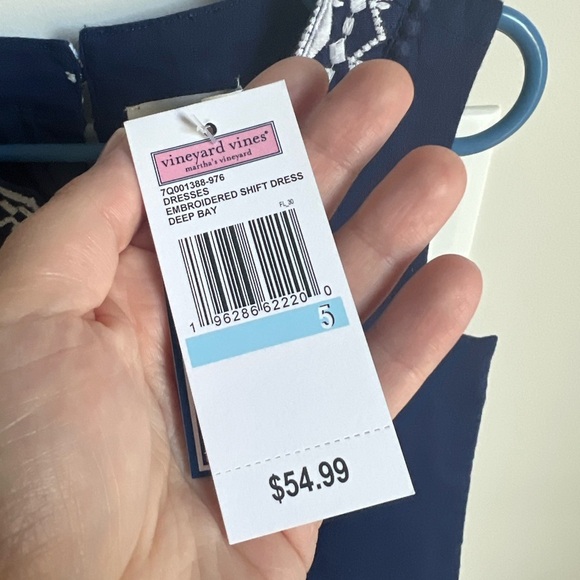 vineyard vines®
martha's vineyard
7Q001388-976
DRESSES
EMBROIDERED SHIFT DRESS
DEEP BAY
FL_30
1 96286 62220 0
5
$54.99